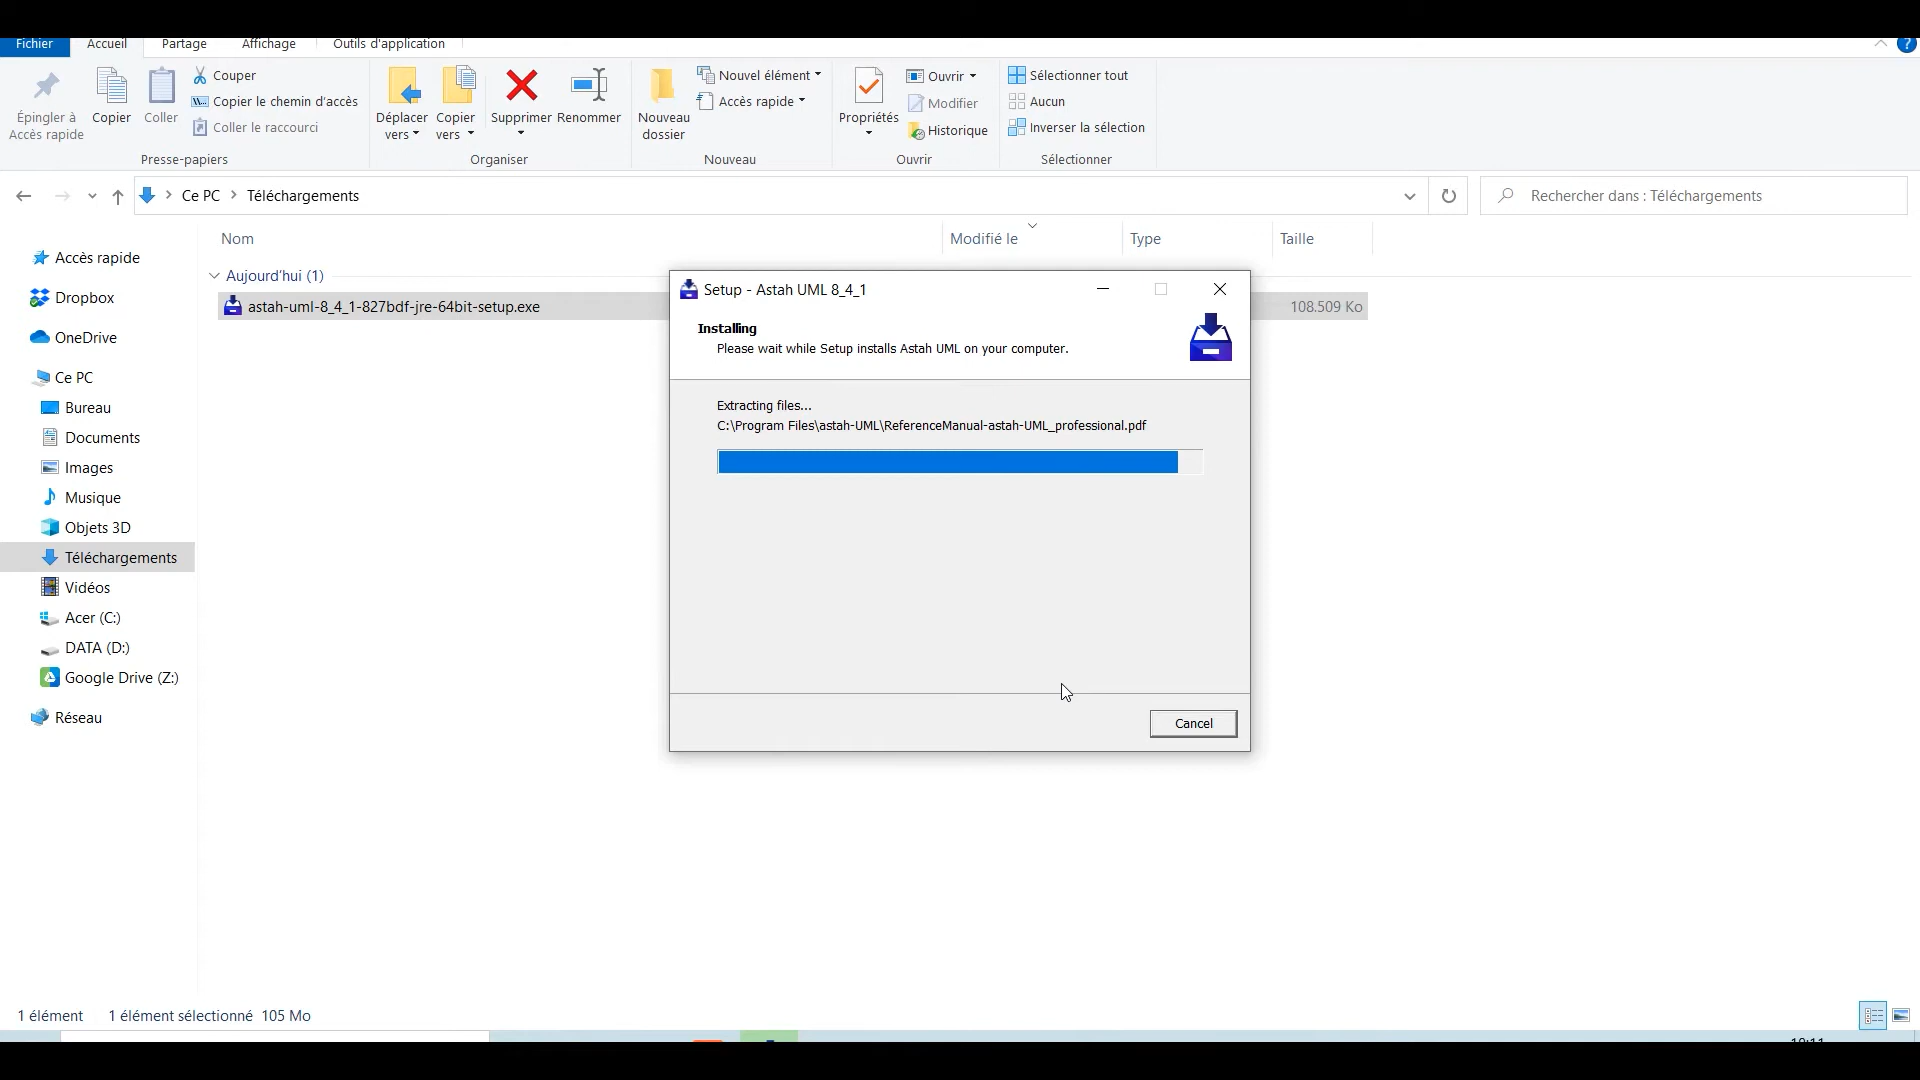 Fichier
Accueil
Partage
Affichage
Outils d'application
?
Épingler à
Accès rapide
Copier
Coller
Couper
Copier le chemin d'accès
Coller le raccourci
Presse-papiers
Déplacer
vers
Copier
vers
Supprimer
Renommer
Organiser
Nouveau
dossier
Nouvel élément
Accès rapide
Nouveau
Propriétés
Ouvrir
Modifier
Historique
Ouvrir
Sélectionner tout
Aucun
Inverser la sélection
Sélectionner
Ce PC > Téléchargements
Rechercher dans : Téléchargements
Nom
Modifié le
Type
Taille
Aujourd'hui (1)
astah-uml-8_4_1-827bdf-jre-64bit-setup.exe
108.509 Ko
Accès rapide
Dropbox
OneDrive
Ce PC
Bureau
Documents
Images
Musique
Objets 3D
Téléchargements
Vidéos
Acer (C:)
DATA (D:)
Google Drive (Z:)
Réseau
Setup - Astah UML 8_4_1
Installing
Please wait while Setup installs Astah UML on your computer.
Extracting files...
C:\Program Files\astah-UML\ReferenceManual-astah-UML_professional.pdf
Cancel
1 élément
1 élément sélectionné 105 Mo